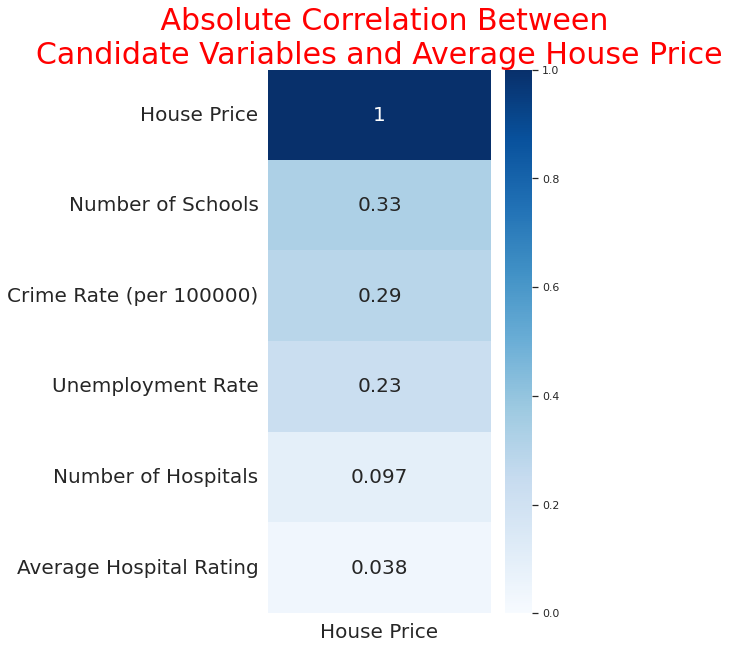 Absolute Correlation Between
Candidate Variables and Average House Price
House Price
1
Number of Schools
0.33
Crime Rate (per 100000)
0.29
Unemployment Rate
0.23
Number of Hospitals
0.097
Average Hospital Rating
0.038
House Price
1.0
0.8
0.6
0.4
0.2
0.0